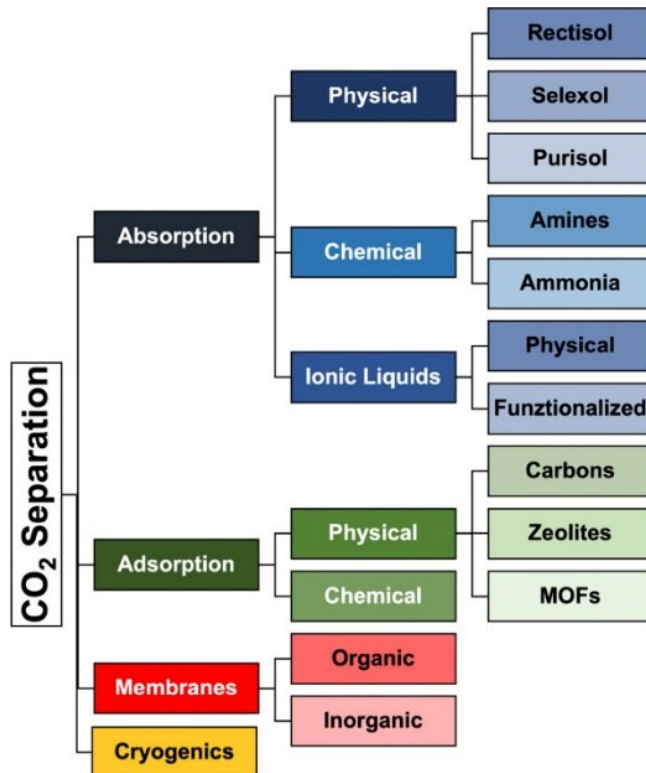 CO₂ Separation
Absorption
Physical
Rectisol
Selexol
Purisol
Chemical
Amines
Ammonia
Ionic Liquids
Physical
Funztionalized
Adsorption
Physical
Carbons
Zeolites
MOFs
Chemical
Membranes
Organic
Inorganic
Cryogenics